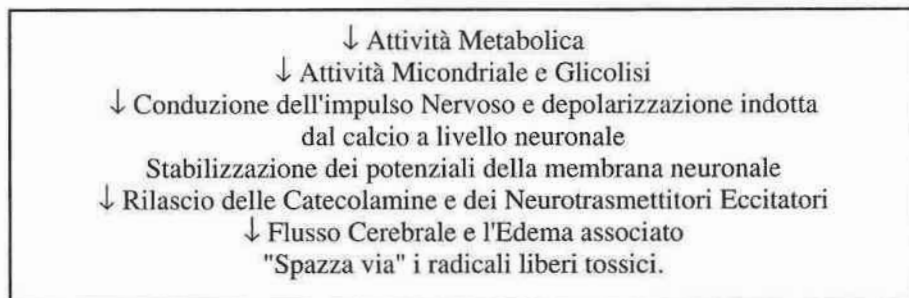 ↓ Attività Metabolica
↓ Attività Micondriale e Glicolisi
↓ Conduzione dell'impulso Nervoso e depolarizzazione indotta
dal calcio a livello neuronale
Stabilizzazione dei potenziali della membrana neuronale
↓ Rilascio delle Catecolamine e dei Neurotrasmettitori Eccitatori
↓ Flusso Cerebrale e l'Edema associato
"Spazza via" i radicali liberi tossici.